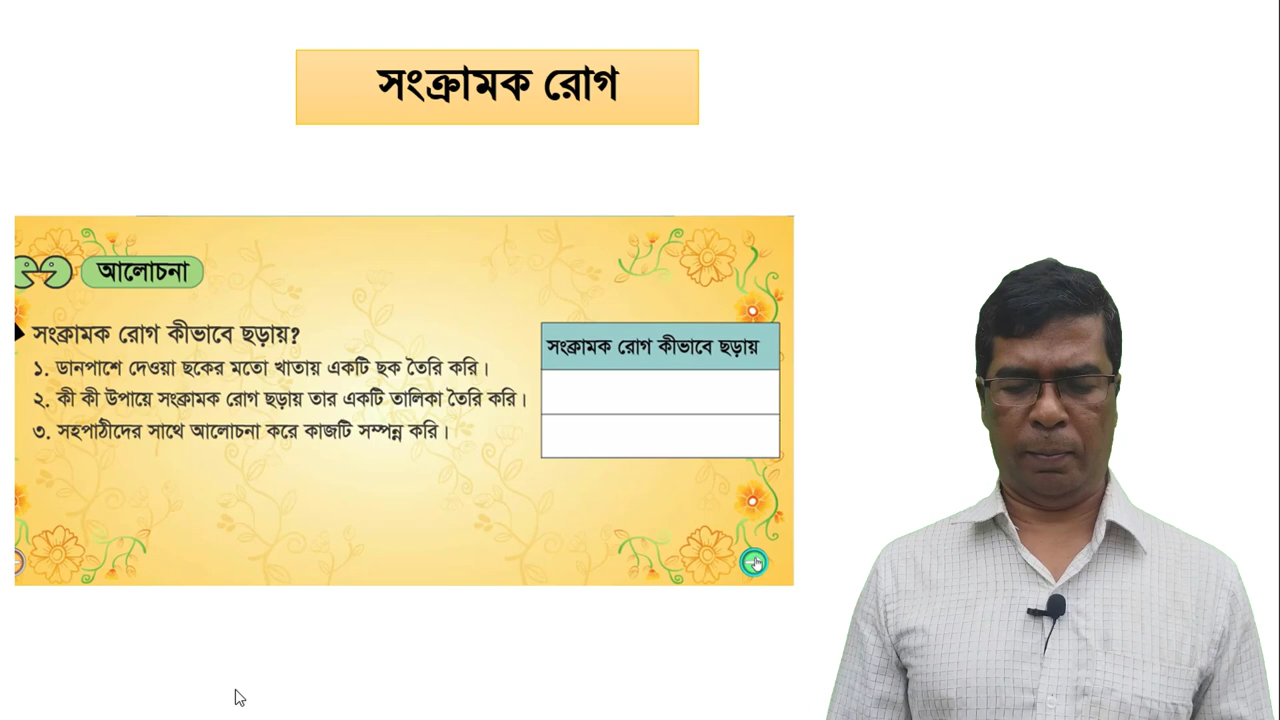 সংক্রামক রোগ
আলোচনা
সংক্রামক রোগ কীভাবে ছড়ায়?
১. ডানপাশে দেওয়া ছকের মতো খাতায় একটি ছক তৈরি করি।
২. কী কী উপায়ে সংক্রামক রোগ ছড়ায় তার একটি তালিকা তৈরি করি।
৩. সহপাঠীদের সাথে আলোচনা করে কাজটি সম্পন্ন করি।
সংক্রামক রোগ কীভাবে ছড়ায়